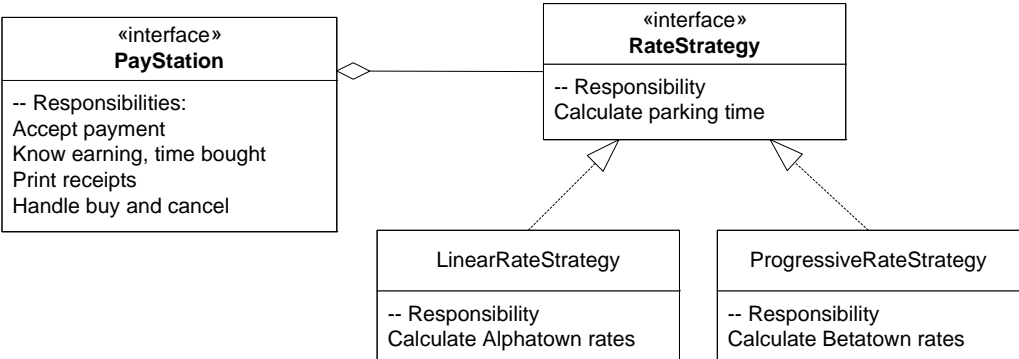 «interface»
PayStation
-- Responsibilities:
Accept payment
Know earning, time bought
Print receipts
Handle buy and cancel
«interface»
RateStrategy
-- Responsibility
Calculate parking time
LinearRateStrategy
-- Responsibility
Calculate Alphatown rates
ProgressiveRateStrategy
-- Responsibility
Calculate Betatown rates